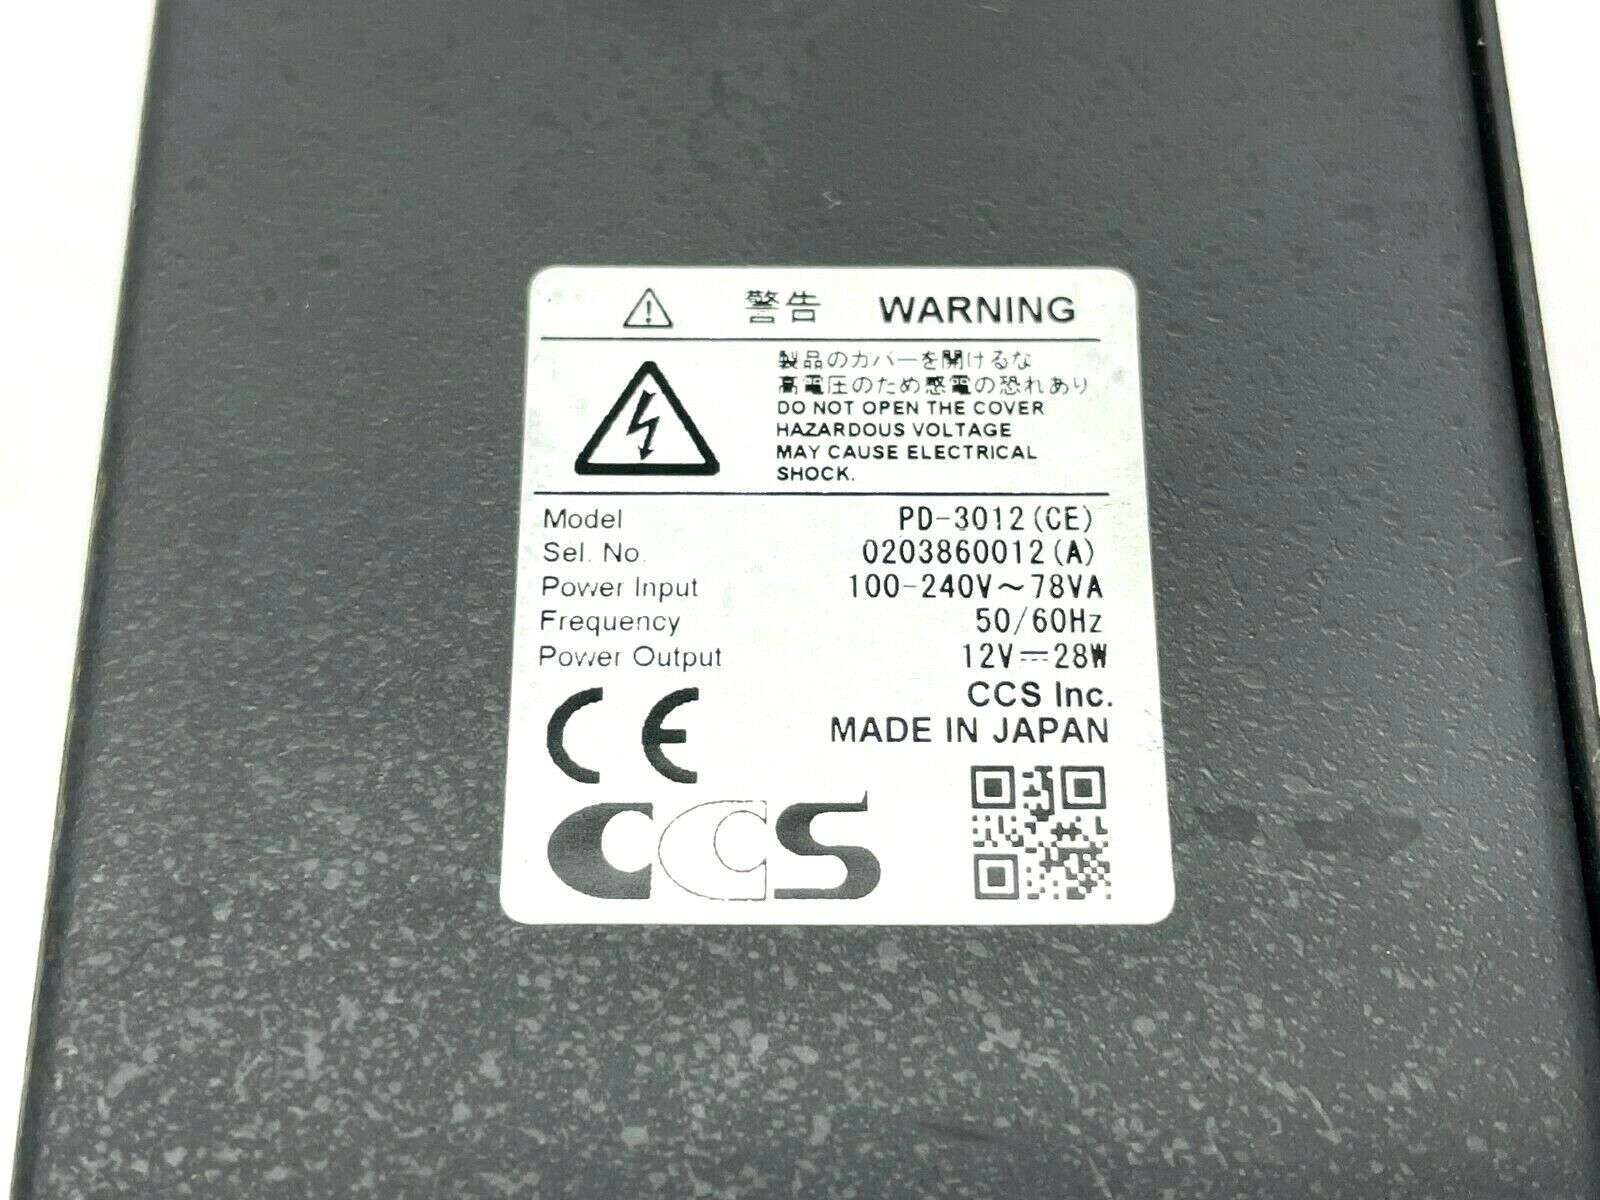 警告 WARNING
製品のカバーを開けるな
高電圧のため感電の恐れあり
DO NOT OPEN THE COVER
HAZARDOUS VOLTAGE
MAY CAUSE ELECTRICAL
SHOCK.
Model PD-3012(CE)
Sel. No. 0203860012(A)
Power Input 100-240V～78VA
Frequency 50/60Hz
Power Output 12V⎓28W
CCS Inc.
MADE IN JAPAN
CE
CCS